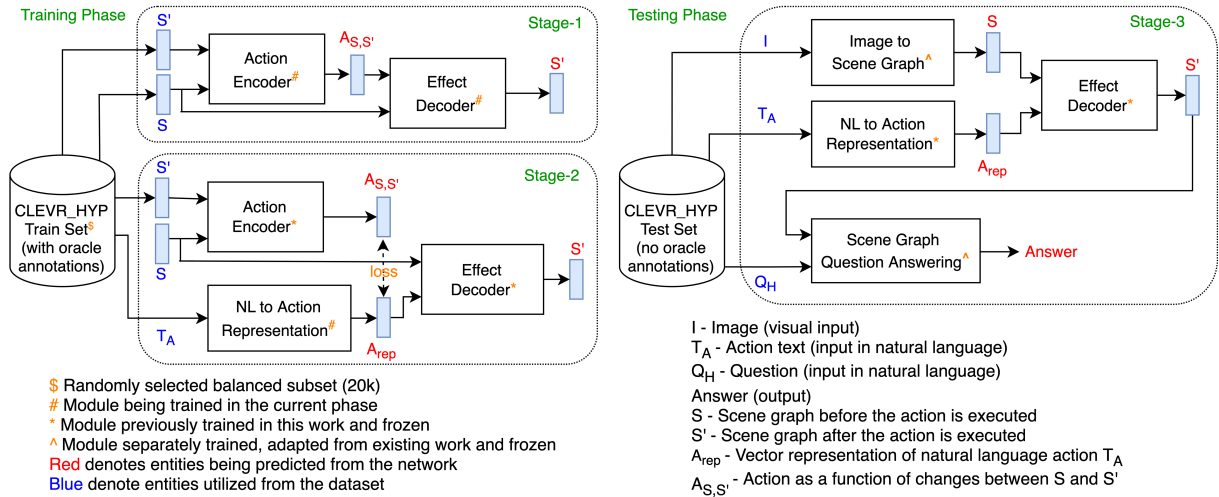 Training Phase
Stage-1
S'
S
Action
Encoder#
A_S,S'
Effect
Decoder#
S'
CLEVR_HYP
Train Set$
(with oracle
annotations)
Stage-2
S'
S
Action
Encoder*
A_S,S'
loss
T_A
NL to Action
Representation#
A_rep
Effect
Decoder*
S'
$ Randomly selected balanced subset (20k)
# Module being trained in the current phase
* Module previously trained in this work and frozen
^ Module separately trained, adapted from existing work and frozen
Red denotes entities being predicted from the network
Blue denote entities utilized from the dataset
Testing Phase
Stage-3
I
Image to
Scene Graph^
S
T_A
NL to Action
Representation*
A_rep
Effect
Decoder*
S'
CLEVR_HYP
Test Set
(no oracle
annotations)
Q_H
Scene Graph
Question Answering^
Answer
I - Image (visual input)
T_A - Action text (input in natural language)
Q_H - Question (input in natural language)
Answer (output)
S - Scene graph before the action is executed
S' - Scene graph after the action is executed
A_rep - Vector representation of natural language action T_A
A_S,S' - Action as a function of changes between S and S'